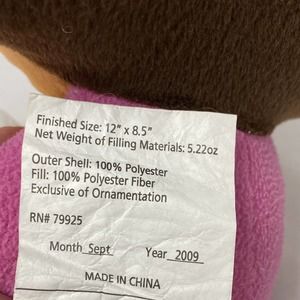 Finished Size: 12" x 8.5"
Net Weight of Filling Materials: 5.22oz
Outer Shell: 100% Polyester
Fill: 100% Polyester Fiber
Exclusive of Ornamentation
RN# 79925
Month Sept Year 2009
MADE IN CHINA